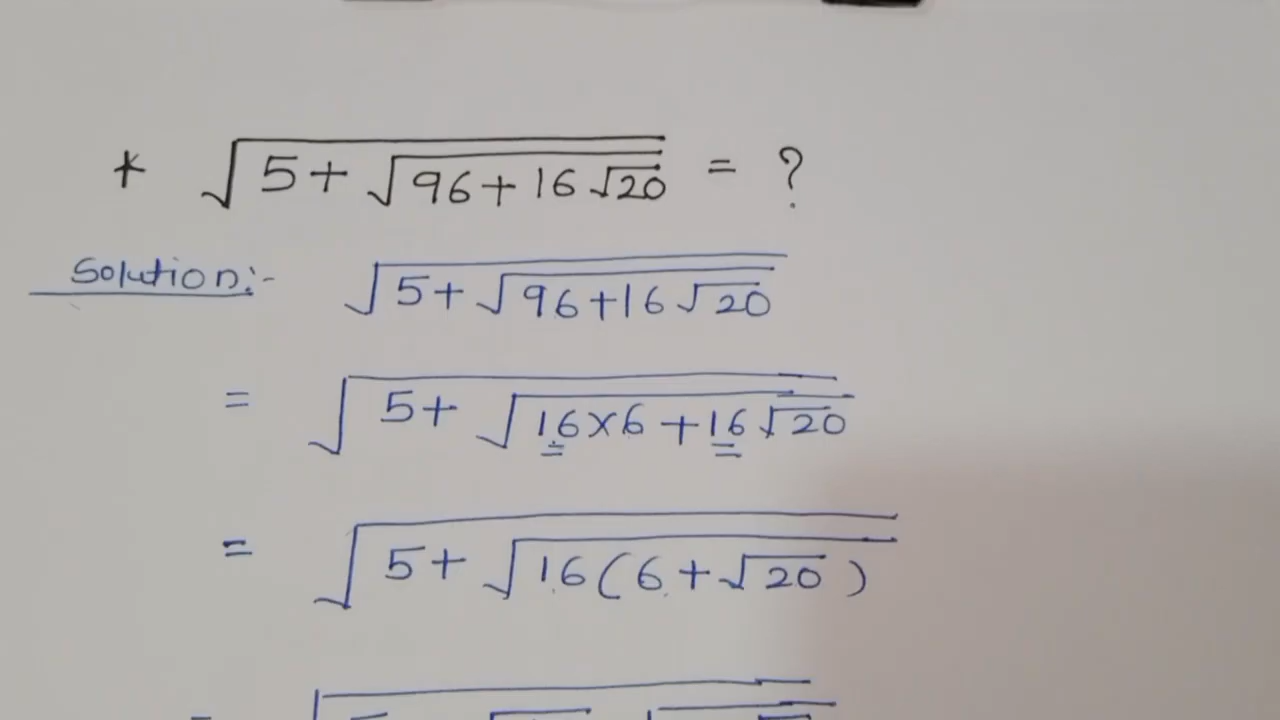 * √(5+√(96+16√20)) = ?
Solution:- √(5+√(96+16√20))
= √(5+√(16×6+16√20))
= √(5+√(16(6+√20)))